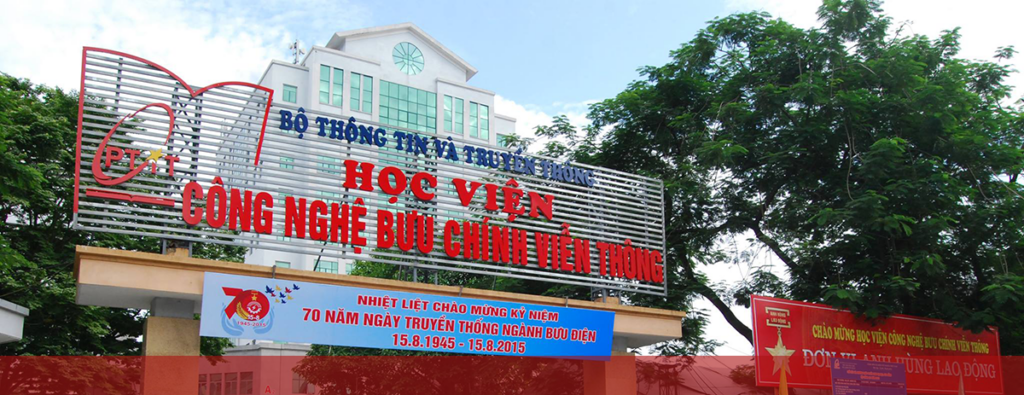 BỘ THÔNG TIN VÀ TRUYỀN THÔNG
HỌC VIỆN
CÔNG NGHỆ BƯU CHÍNH VIỄN THÔNG
PTIT
70
1945-2015
NHIỆT LIỆT CHÀO MỪNG KỶ NIỆM
70 NĂM NGÀY TRUYỀN THỐNG NGÀNH BƯU ĐIỆN
15.8.1945 - 15.8.2015
CHÀO MỪNG HỌC VIỆN CÔNG NGHỆ BƯU CHÍNH VIỄN THÔNG
ĐƠN VỊ ANH HÙNG LAO ĐỘNG